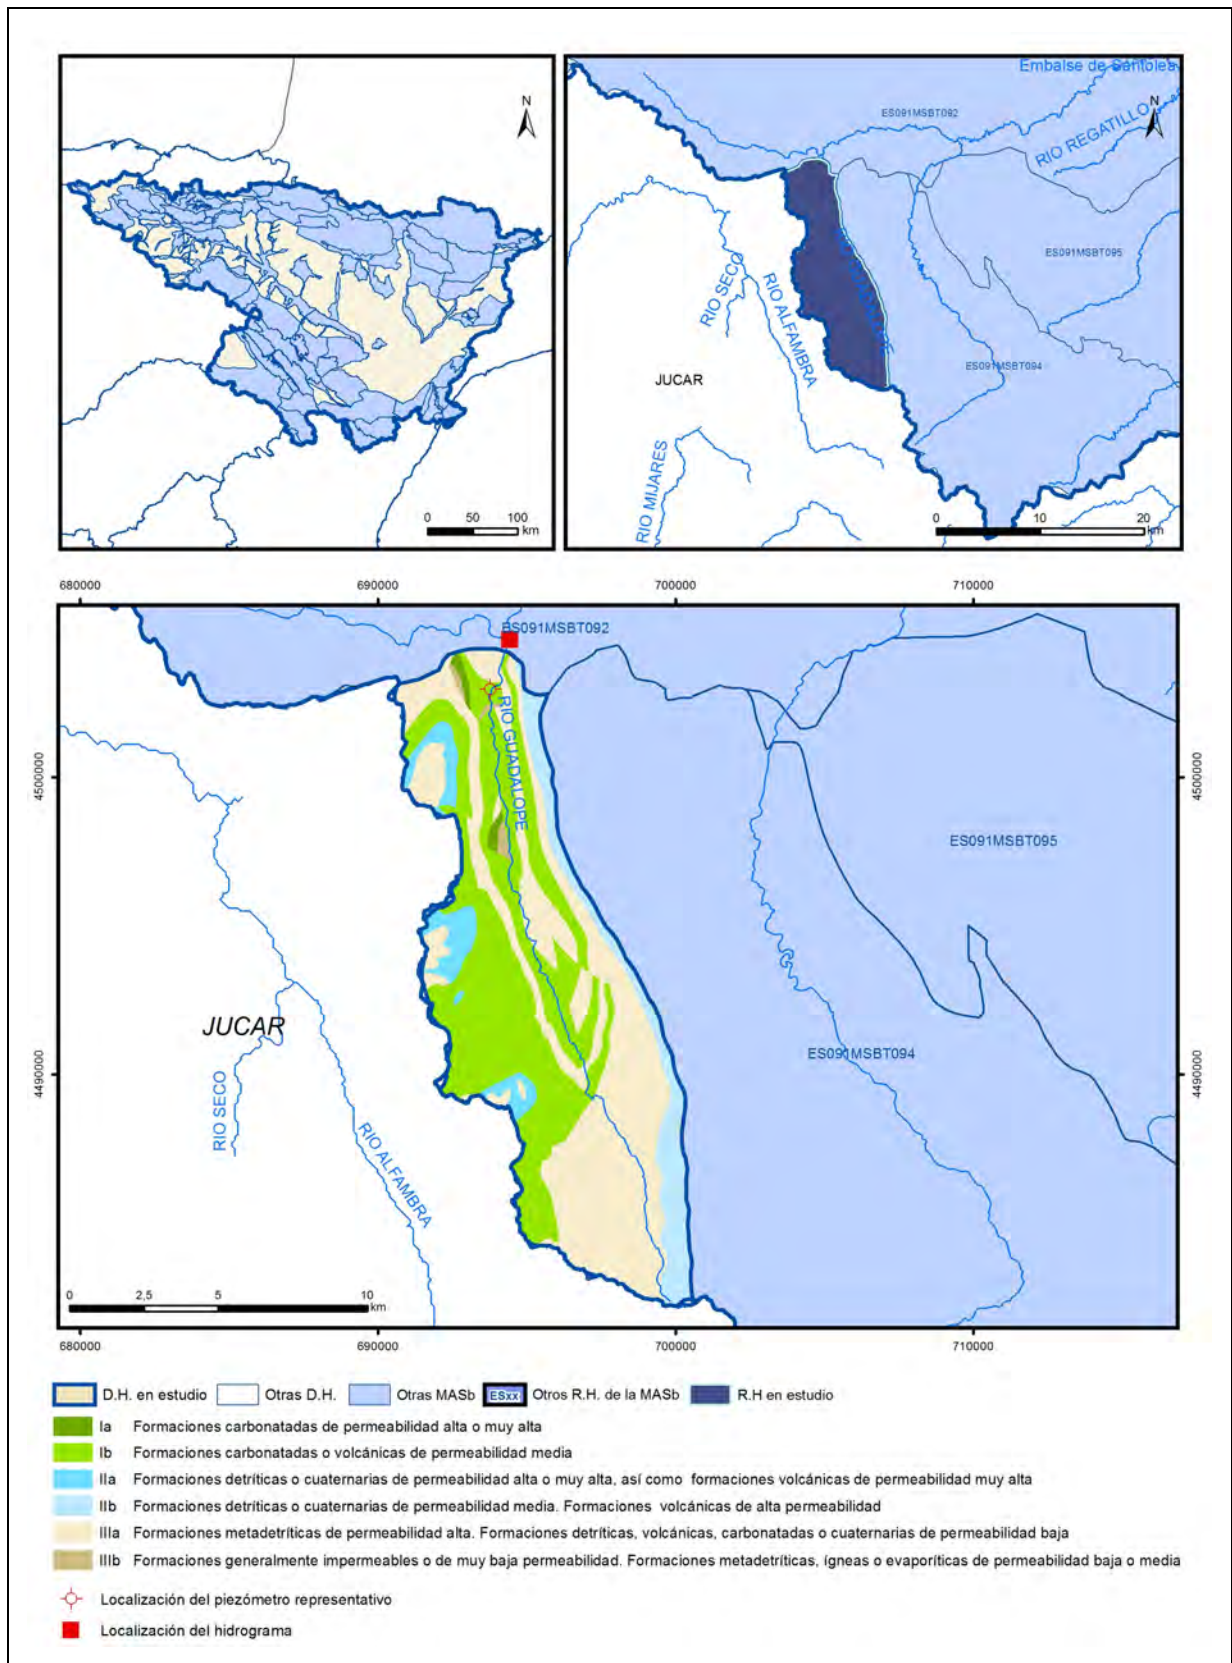 N
0 50 100
km
Embalse de Santolea
N
ES091MSBT092
RIO REGATILLO
ES091MSBT095
RIO SECO
RIO ALFAMBRA
RIO GUADALOPE
JUCAR
ES091MSBT094
RIO MIJARES
0 10 20
km
680000 690000 700000 710000
ES091MSBT092
RIO GUADALOPE
4500000 4500000
ES091MSBT095
JUCAR
ES091MSBT094
4490000 4490000
RIO SECO
RIO ALFAMBRA
0 2,5 5 10
km
680000 690000 700000 710000
D.H. en estudio Otras D.H. Otras MASb ESxx Otros R.H. de la MASb R.H en estudio
Ia Formaciones carbonatadas de permeabilidad alta o muy alta
Ib Formaciones carbonatadas o volcánicas de permeabilidad media
IIa Formaciones detríticas o cuaternarias de permeabilidad alta o muy alta, así como formaciones volcánicas de permeabilidad muy alta
IIb Formaciones detríticas o cuaternarias de permeabilidad media. Formaciones volcánicas de alta permeabilidad
IIIa Formaciones metadetríticas de permeabilidad alta. Formaciones detríticas, volcánicas, carbonatadas o cuaternarias de permeabilidad baja
IIIb Formaciones generalmente impermeables o de muy baja permeabilidad. Formaciones metadetríticas, ígneas o evaporíticas de permeabilidad baja o media
Localización del piezómetro representativo
Localización del hidrograma